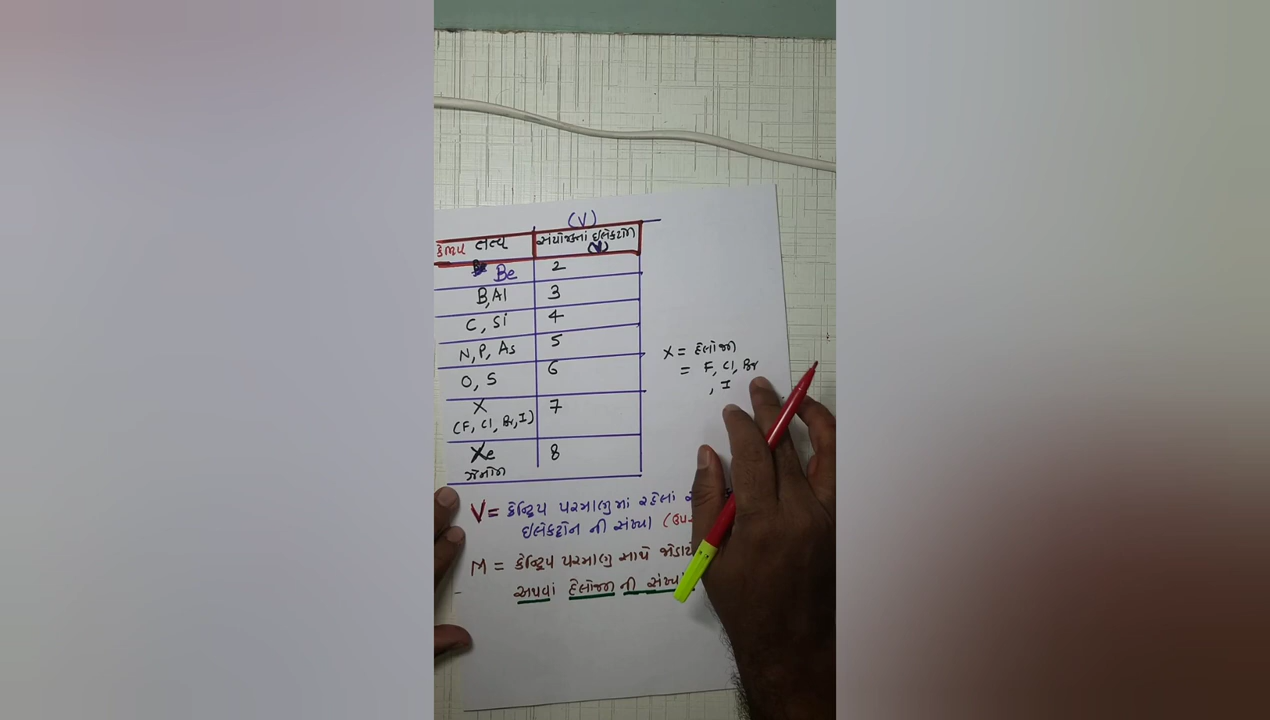 (V)
કેન્દ્રિય તત્વ સંયોજકતા ઇલેક્ટ્રોન
(V)
Be 2
B, Al 3
C, Si 4
N, P, As 5
O, S 6
X 7
(F, Cl, Br, I)
Xe 8
ઝેનોન
X = હેલોજન
= F, Cl, Br
, I
V = કેન્દ્રિય પરમાણુમાં રહેલાં
ઇલેક્ટ્રોન ની સંખ્યા
M = કેન્દ્રિય પરમાણુ સાથે
અથવા હેલોજન ની સંખ્યા